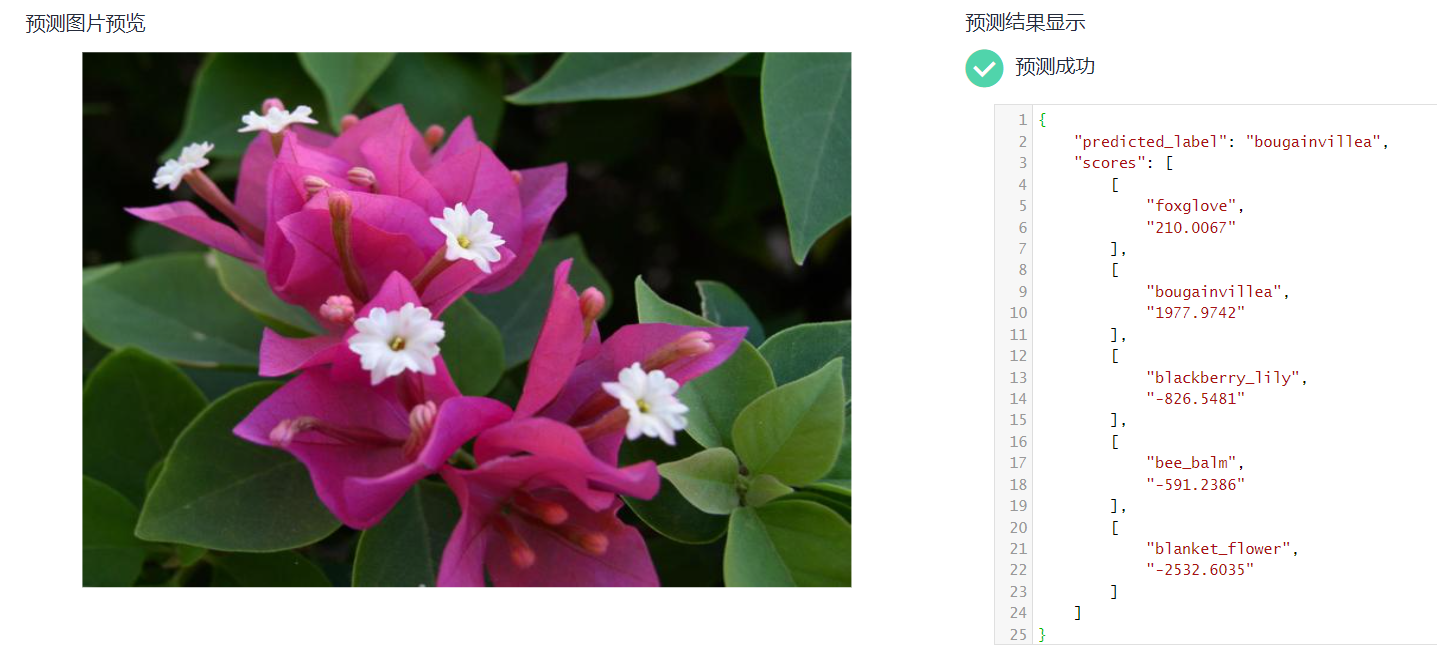 预测图片预览
预测结果显示
预测成功
1 {
2 "predicted_label": "bougainvillea",
3 "scores": [
4 [
5 "foxglove",
6 "210.0067"
7 ],
8 [
9 "bougainvillea",
10 "1977.9742"
11 ],
12 [
13 "blackberry_lily",
14 "-826.5481"
15 ],
16 [
17 "bee_balm",
18 "-591.2386"
19 ],
20 [
21 "blanket_flower",
22 "-2532.6035"
23 ]
24 ]
25 }